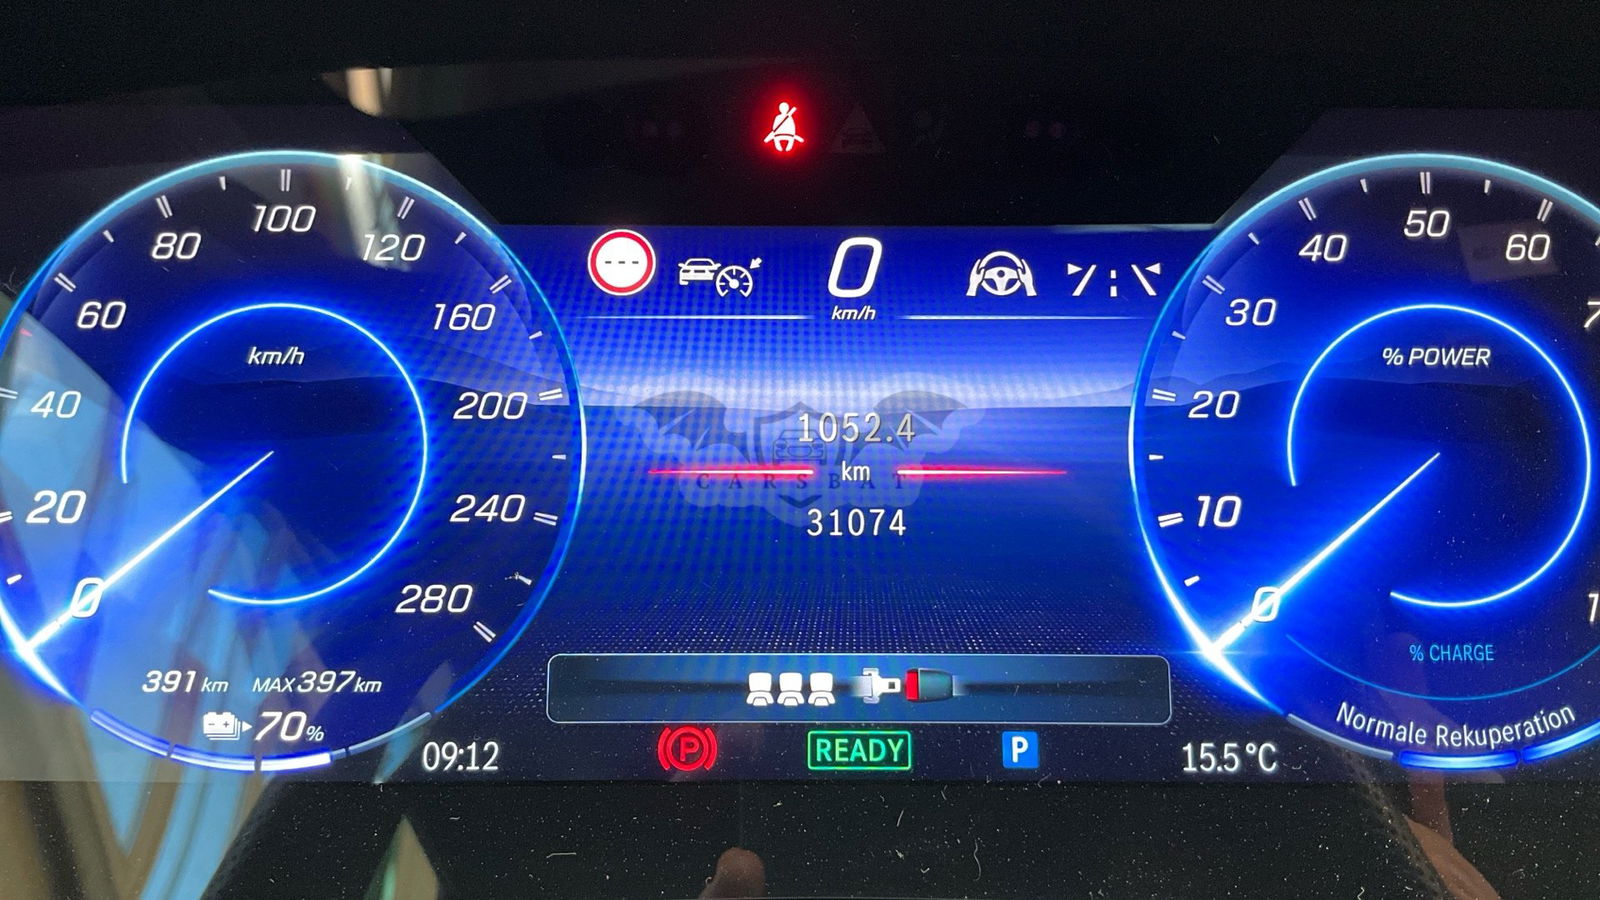 100
80
120
60
160
km/h
40
200
20
240
0
280
391 km MAX 397 km
70%
09:12
---
0
km/h
1052.4
km
CARSBAT
31074
P
READY
P
50
40
60
30
% POWER
20
10
0
% CHARGE
Normale Rekuperation
15.5 °C